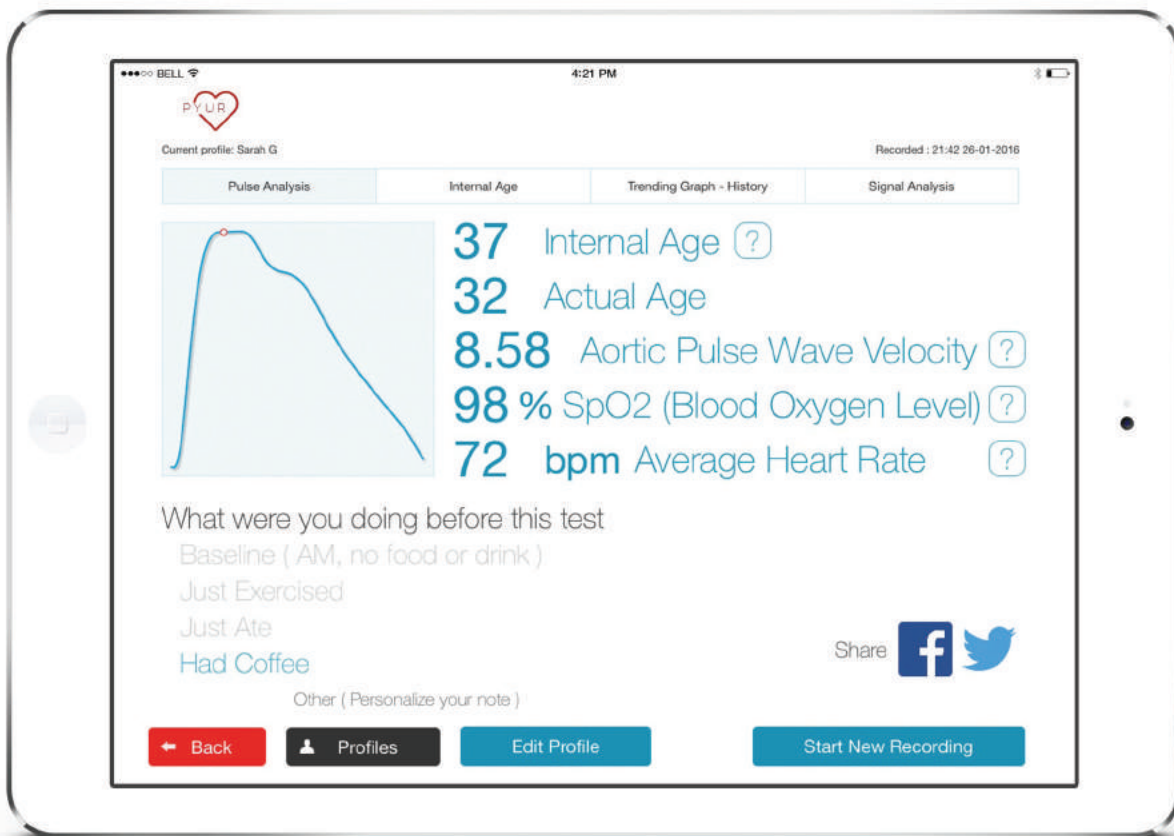 BELL 4:21 PM
PYUR
Current profile: Sarah G Recorded : 21:42 26-01-2016
Pulse Analysis Internal Age Trending Graph - History Signal Analysis
37 Internal Age ?
32 Actual Age
8.58 Aortic Pulse Wave Velocity ?
98 % SpO2 (Blood Oxygen Level) ?
72 bpm Average Heart Rate ?
What were you doing before this test
Baseline ( AM, no food or drink )
Just Exercised
Just Ate
Had Coffee
Share f
Other ( Personalize your note )
Back Profiles Edit Profile Start New Recording